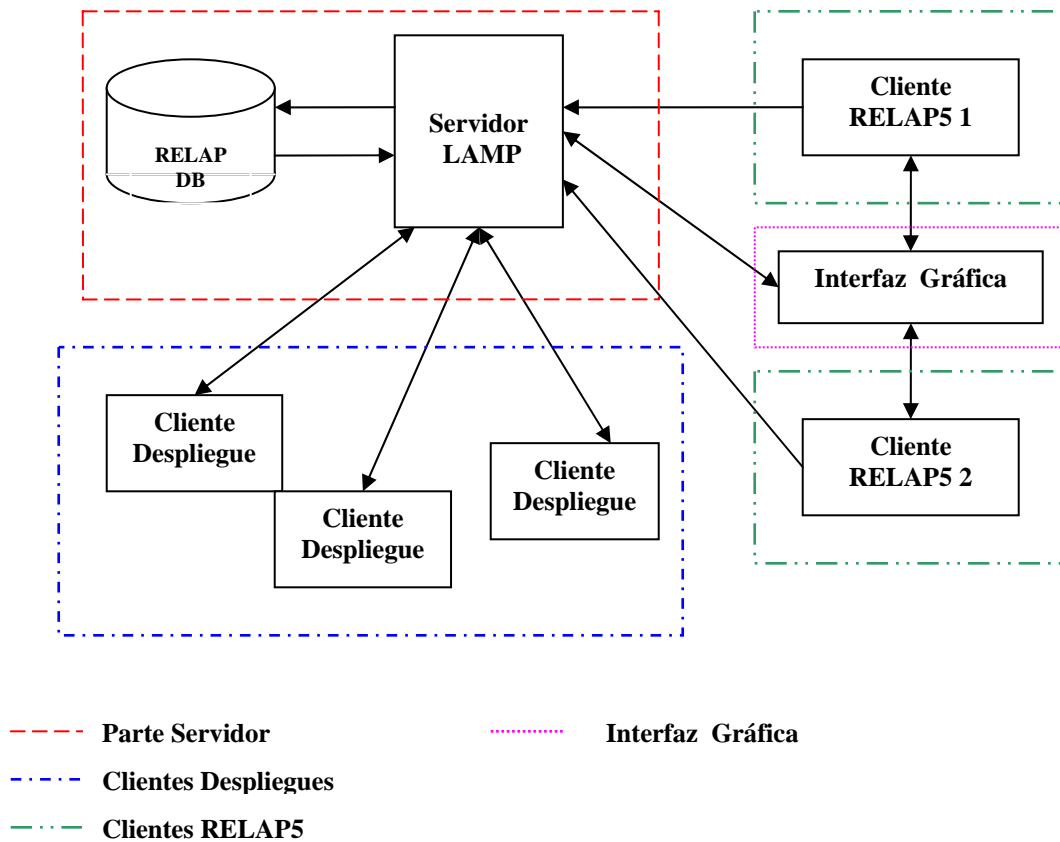 RELAP
DB
Servidor
LAMP
Cliente
RELAP5 1
Interfaz Gráfica
Cliente
RELAP5 2
Cliente
Despliegue
Cliente
Despliegue
Cliente
Despliegue
Parte Servidor
Interfaz Gráfica
Clientes Despliegues
Clientes RELAP5